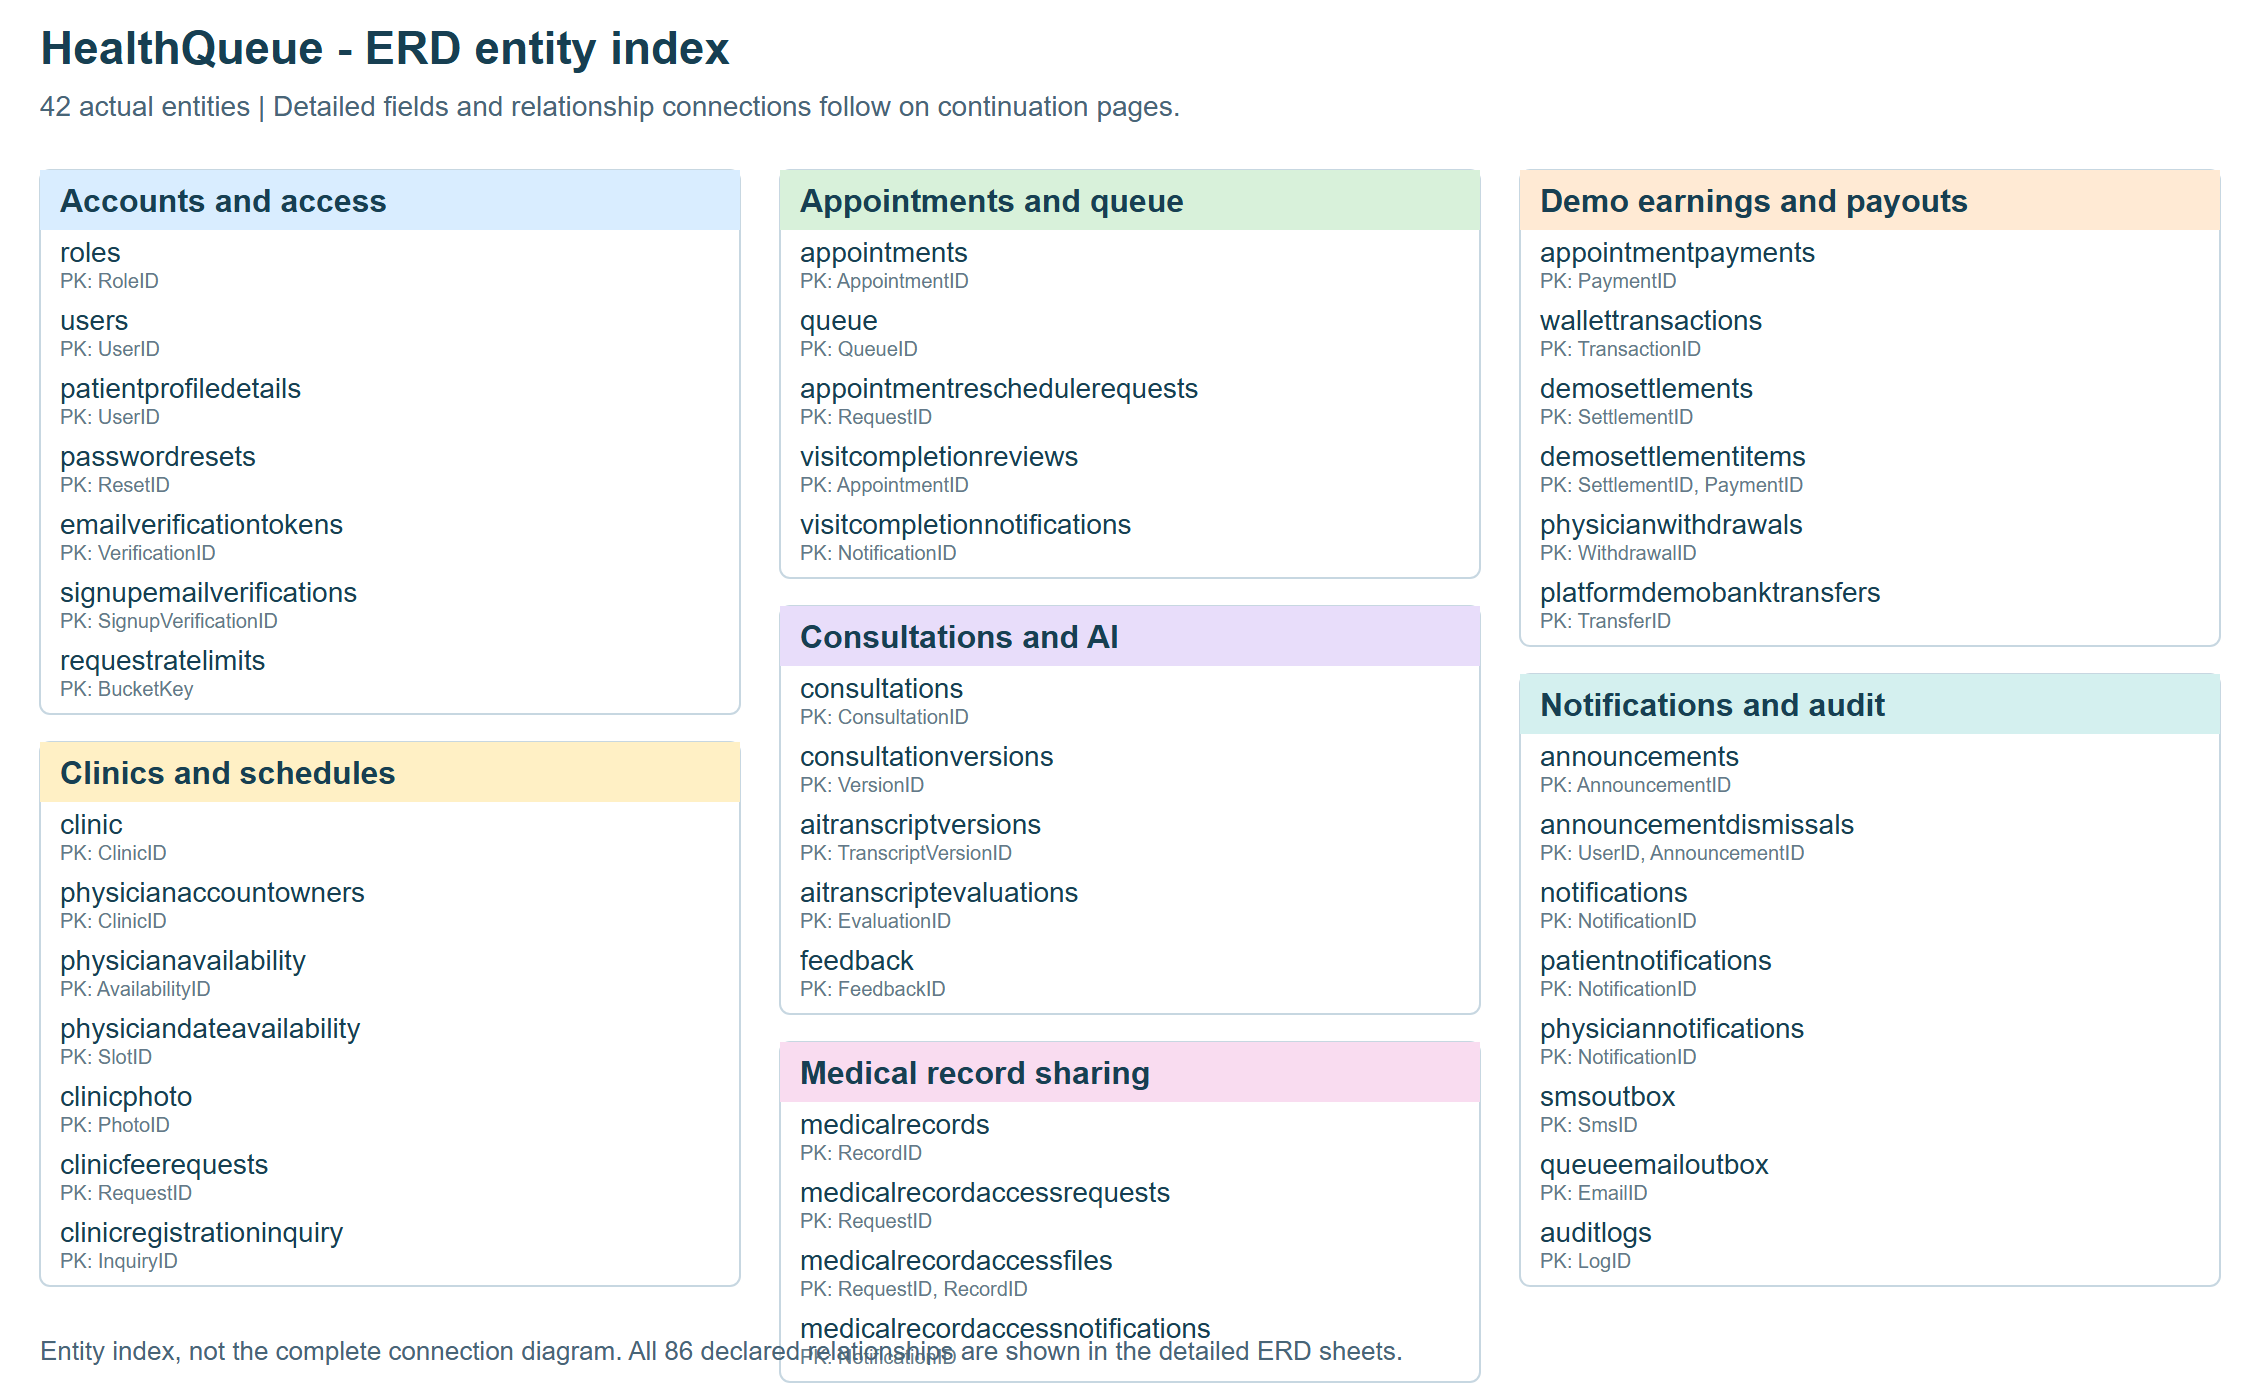 HealthQueue - ERD entity index
42 actual entities | Detailed fields and relationship connections follow on continuation pages.
Accounts and access
roles
PK: RoleID
users
PK: UserID
patientprofiledetails
PK: UserID
passwordresets
PK: ResetID
emailverificationtokens
PK: VerificationID
signupemailverifications
PK: SignupVerificationID
requestratelimits
PK: BucketKey
Clinics and schedules
clinic
PK: ClinicID
physicianaccountowners
PK: ClinicID
physicianavailability
PK: AvailabilityID
physiciandateavailability
PK: SlotID
clinicphoto
PK: PhotoID
clinicfeerequests
PK: RequestID
clinicregistrationinquiry
PK: InquiryID
Appointments and queue
appointments
PK: AppointmentID
queue
PK: QueueID
appointmentreschedulerequests
PK: RequestID
visitcompletionreviews
PK: AppointmentID
visitcompletionnotifications
PK: NotificationID
Consultations and AI
consultations
PK: ConsultationID
consultationversions
PK: VersionID
aitranscriptversions
PK: TranscriptVersionID
aitranscriptevaluations
PK: EvaluationID
feedback
PK: FeedbackID
Medical record sharing
medicalrecords
PK: RecordID
medicalrecordaccessrequests
PK: RequestID
medicalrecordaccessfiles
PK: RequestID, RecordID
medicalrecordaccessnotifications
PK: NotificationID
Demo earnings and payouts
appointmentpayments
PK: PaymentID
wallettransactions
PK: TransactionID
demosettlements
PK: SettlementID
demosettlementitems
PK: SettlementID, PaymentID
physicianwithdrawals
PK: WithdrawalID
platformdemobanktransfers
PK: TransferID
Notifications and audit
announcements
PK: AnnouncementID
announcementdismissals
PK: UserID, AnnouncementID
notifications
PK: NotificationID
patientnotifications
PK: NotificationID
physiciannotifications
PK: NotificationID
smsoutbox
PK: SmsID
queueemailoutbox
PK: EmailID
auditlogs
PK: LogID
Entity index, not the complete connection diagram. All 86 declared relationships are shown in the detailed ERD sheets.